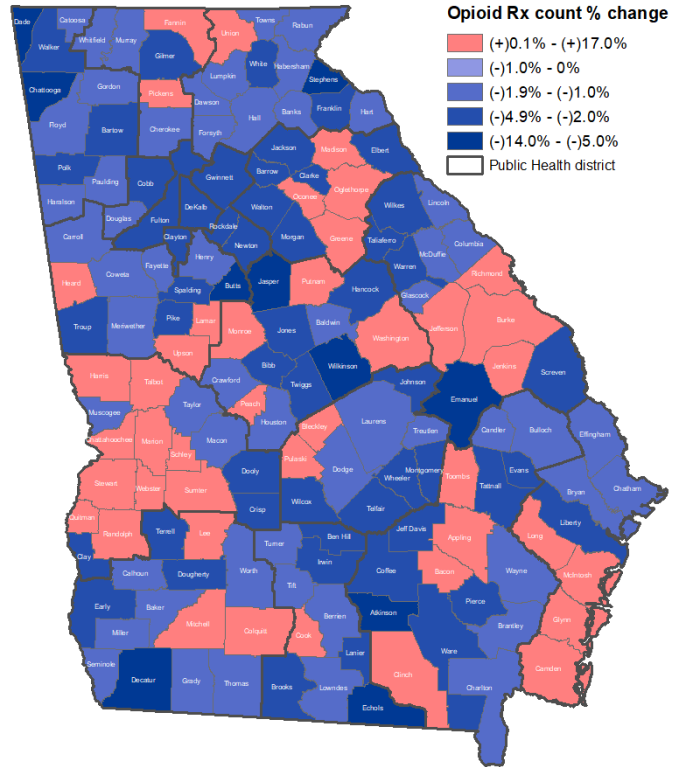 Opioid Rx count % change
(+)0.1% - (+)17.0%
(-)1.0% - 0%
(-)1.9% - (-)1.0%
(-)4.9% - (-)2.0%
(-)14.0% - (-)5.0%
Public Health district
Dade
Catoosa
Fannin
Towns
Rabun
Walker
Whitfield
Murray
Union
Gilmer
White
Habersham
Lumpkin
Stephens
Chattooga
Gordon
Pickens
Dawson
Banks
Franklin
Hart
Floyd
Bartow
Cherokee
Forsyth
Hall
Jackson
Madison
Elbert
Polk
Paulding
Cobb
Gwinnett
Barrow
Clarke
Oconee
Oglethorpe
Haralson
Douglas
Fulton
DeKalb
Walton
Wilkes
Lincoln
Carroll
Clayton
Rockdale
Newton
Morgan
Greene
Taliaferro
McDuffie
Columbia
Fayette
Henry
Coweta
Warren
Richmond
Heard
Spalding
Butts
Jasper
Putnam
Hancock
Glascock
Troup
Meriwether
Pike
Lamar
Monroe
Jones
Baldwin
Washington
Jefferson
Burke
Upson
Bibb
Wilkinson
Jenkins
Screven
Harris
Talbot
Crawford
Twiggs
Johnson
Emanuel
Muscogee
Taylor
Peach
Houston
Bleckley
Laurens
Treutlen
Candler
Bulloch
Effingham
Chattahoochee
Marion
Macon
Schley
Pulaski
Dodge
Montgomery
Wheeler
Toombs
Tattnall
Evans
Bryan
Chatham
Stewart
Webster
Sumter
Dooly
Crisp
Wilcox
Telfair
Quitman
Randolph
Terrell
Lee
Turner
Ben Hill
Jeff Davis
Appling
Long
Liberty
Clay
Calhoun
Dougherty
Worth
Irwin
Coffee
Bacon
Wayne
McIntosh
Tift
Early
Baker
Mitchell
Colquitt
Berrien
Atkinson
Pierce
Miller
Cook
Brantley
Glynn
Seminole
Lanier
Ware
Decatur
Grady
Thomas
Brooks
Lowndes
Clinch
Charlton
Camden
Echols